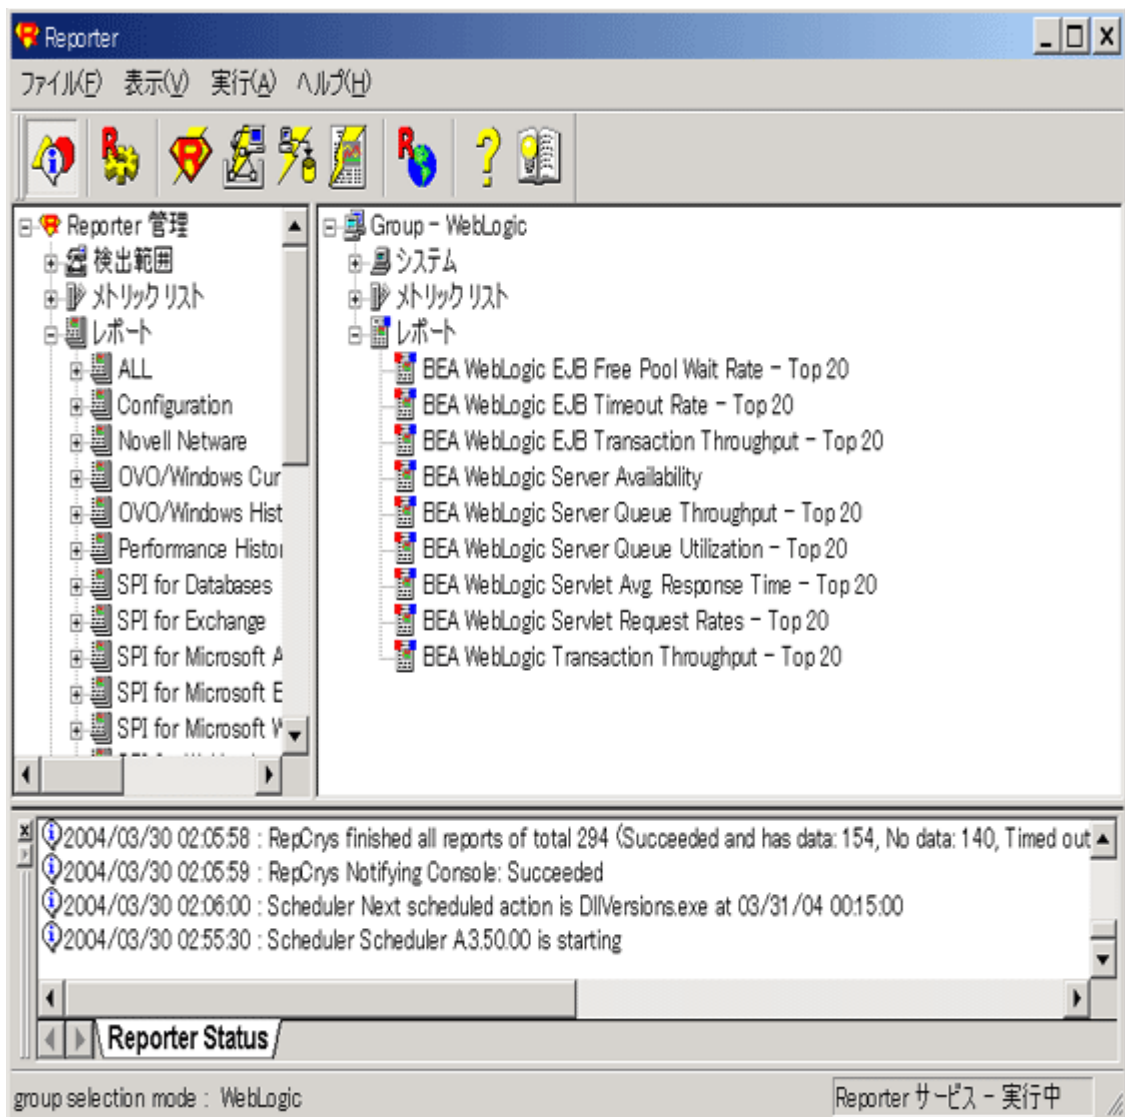 Reporter
ファイル(F) 表示(V) 実行(A) ヘルプ(H)
Reporter 管理
検出範囲
メトリック リスト
レポート
ALL
Configuration
Novell Netware
OVO/Windows Cur
OVO/Windows Hist
Performance Histor
SPI for Databases
SPI for Exchange
SPI for Microsoft A
SPI for Microsoft E
SPI for Microsoft W
Group - WebLogic
システム
メトリック リスト
レポート
BEA WebLogic EJB Free Pool Wait Rate - Top 20
BEA WebLogic EJB Timeout Rate - Top 20
BEA WebLogic EJB Transaction Throughput - Top 20
BEA WebLogic Server Availability
BEA WebLogic Server Queue Throughput - Top 20
BEA WebLogic Server Queue Utilization - Top 20
BEA WebLogic Servlet Avg. Response Time - Top 20
BEA WebLogic Servlet Request Rates - Top 20
BEA WebLogic Transaction Throughput - Top 20
2004/03/30 02:05:58 : RepCrys finished all reports of total 294 (Succeeded and has data: 154, No data: 140, Timed out
2004/03/30 02:05:59 : RepCrys Notifying Console: Succeeded
2004/03/30 02:06:00 : Scheduler Next scheduled action is DllVersions.exe at 03/31/04 00:15:00
2004/03/30 02:55:30 : Scheduler Scheduler A.3.50.00 is starting
Reporter Status
group selection mode : WebLogic
Reporter サービス - 実行中